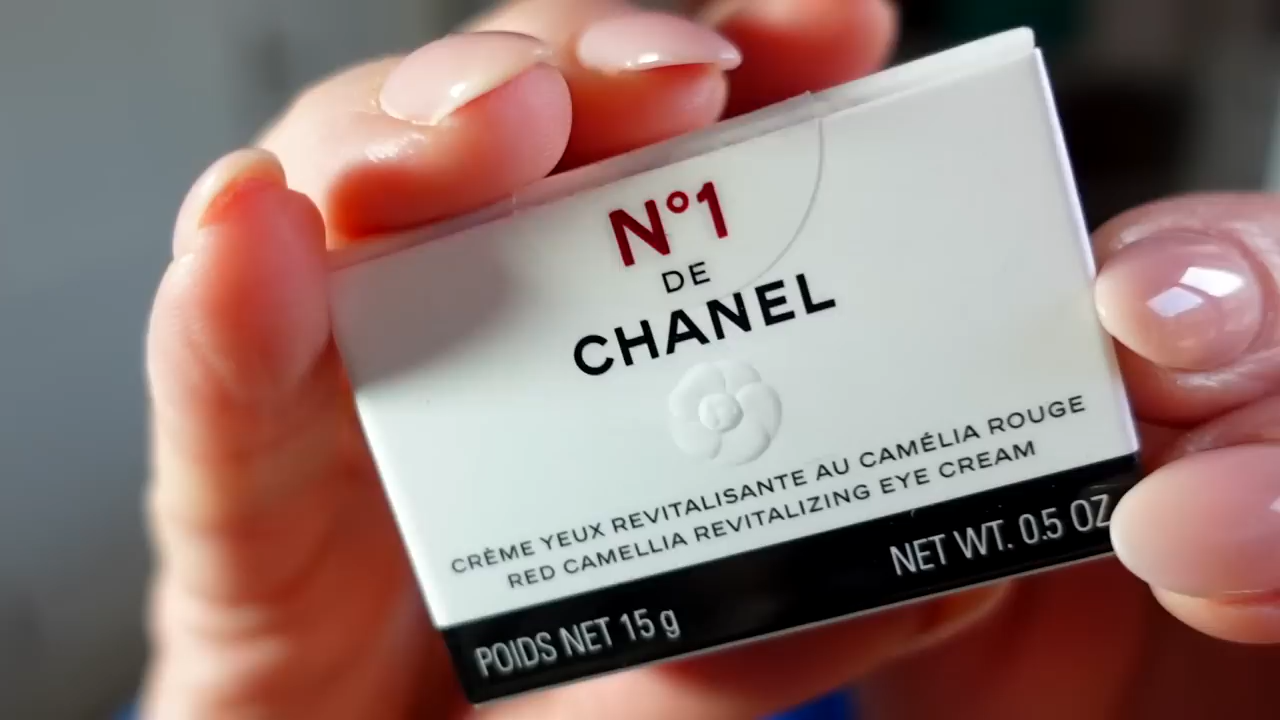 N°1
DE
CHANEL
CRÈME YEUX REVITALISANTE AU CAMÉLIA ROUGE
RED CAMELLIA REVITALIZING EYE CREAM
POIDS NET 15 g
NET WT. 0.5 OZ